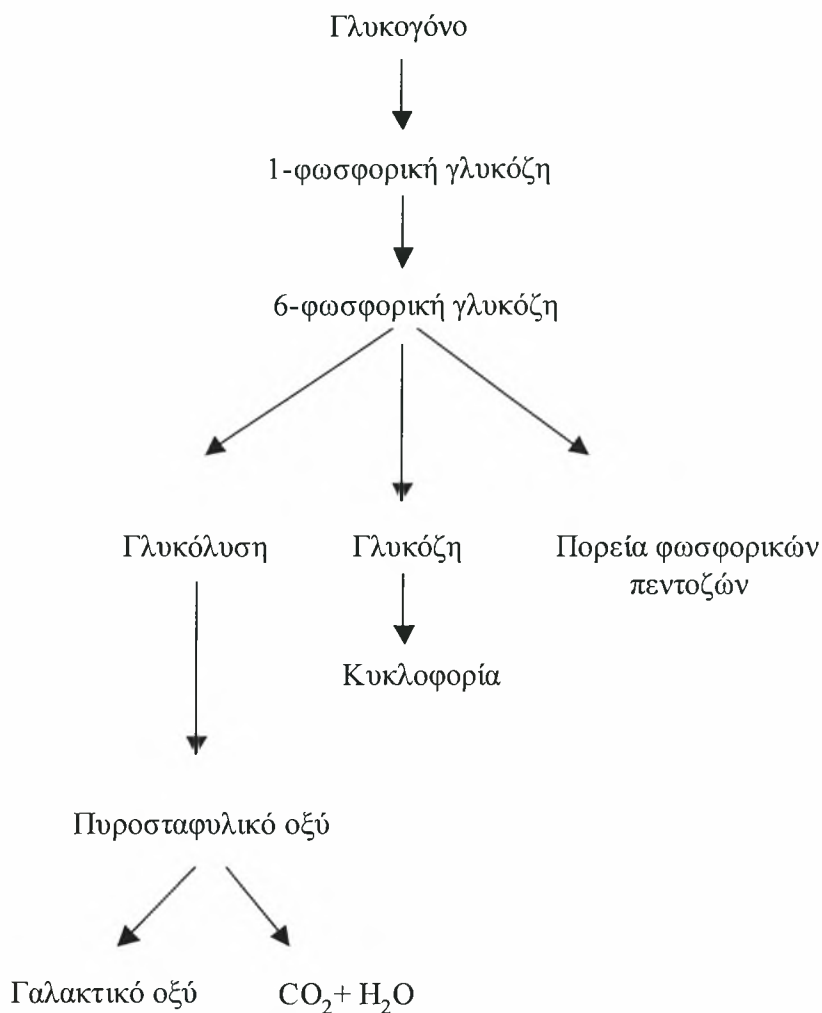 Γλυκογόνο
1-φωσφορική γλυκόζη
6-φωσφορική γλυκόζη
Γλυκόλυση
Γλυκόζη
Πορεία φωσφορικών
πεντοζών
Κυκλοφορία
Πυροσταφυλικό οξύ
Γαλακτικό οξύ
CO₂+ H₂O